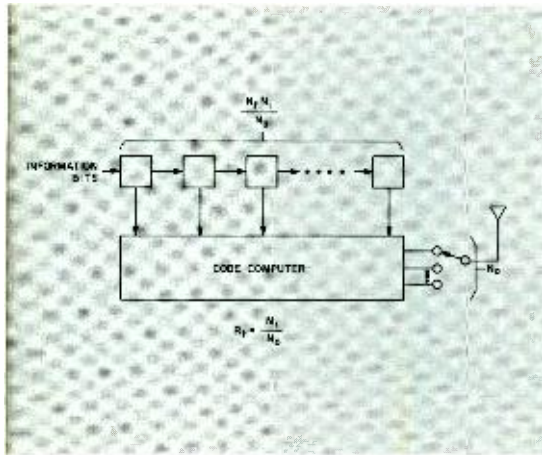 N_f N_i
N_o
INFORMATION
BITS
CODE COMPUTER
N_o
R_f = N_i
N_o